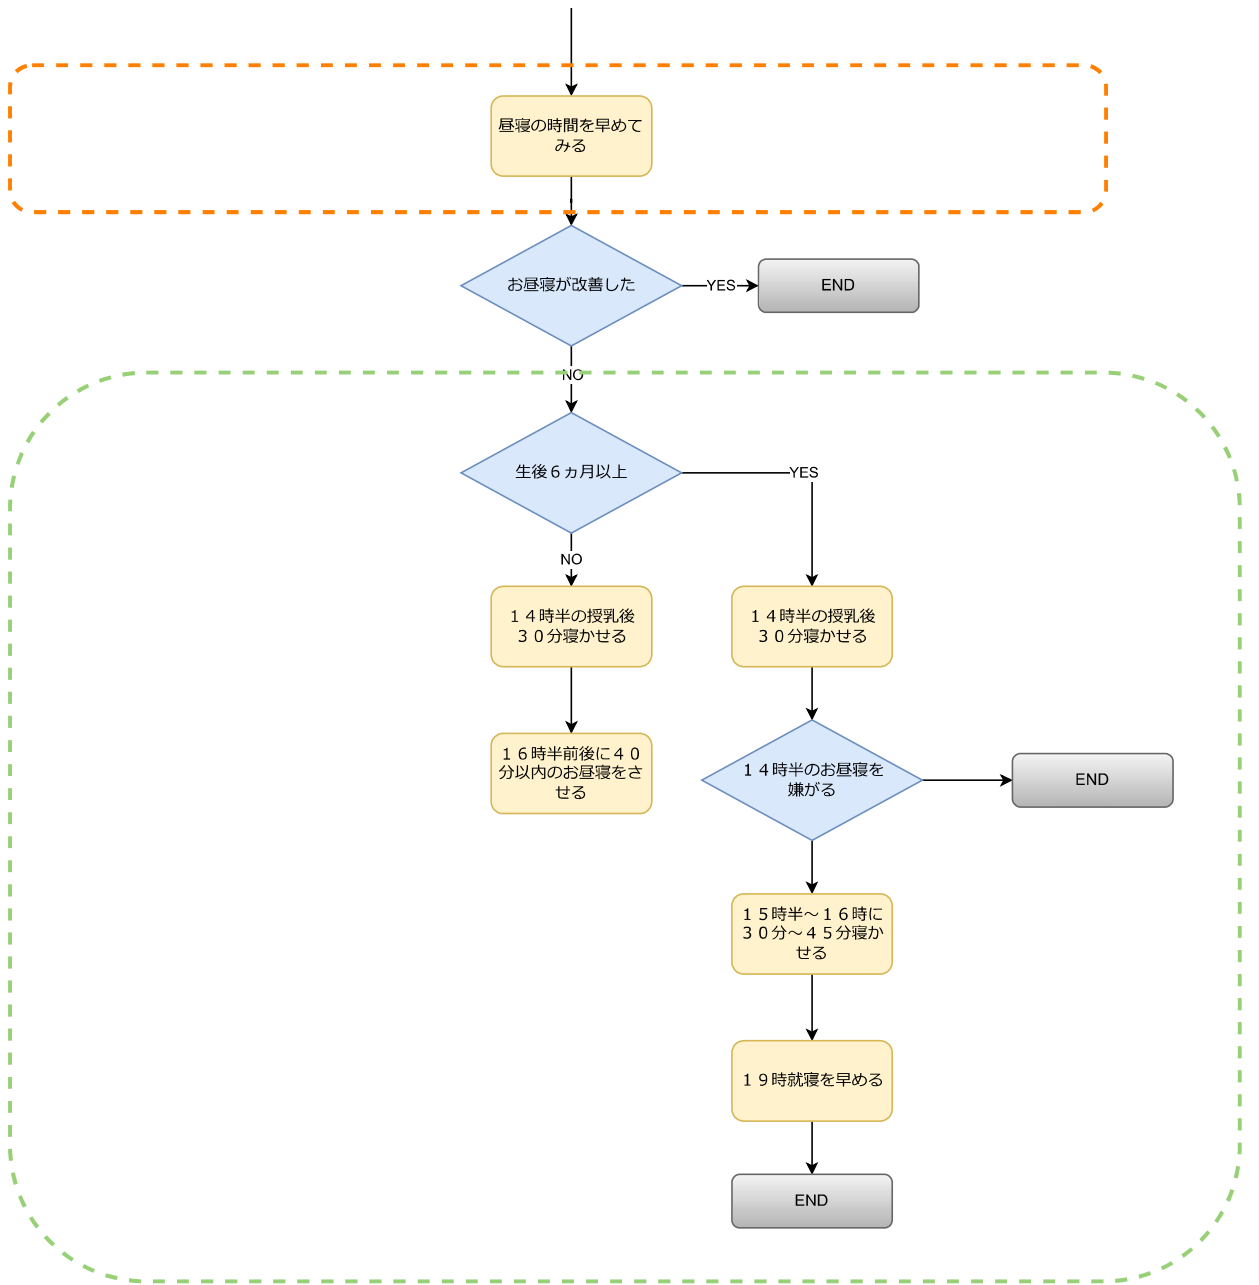 昼寝の時間を早めて
みる
お昼寝が改善した
YES
END
NO
生後６ヵ月以上
YES
NO
１４時半の授乳後
３０分寝かせる
１４時半の授乳後
３０分寝かせる
１６時半前後に４０
分以内のお昼寝をさ
せる
１４時半のお昼寝を
嫌がる
END
１５時半～１６時に
３０分～４５分寝か
せる
１９時就寝を早める
END